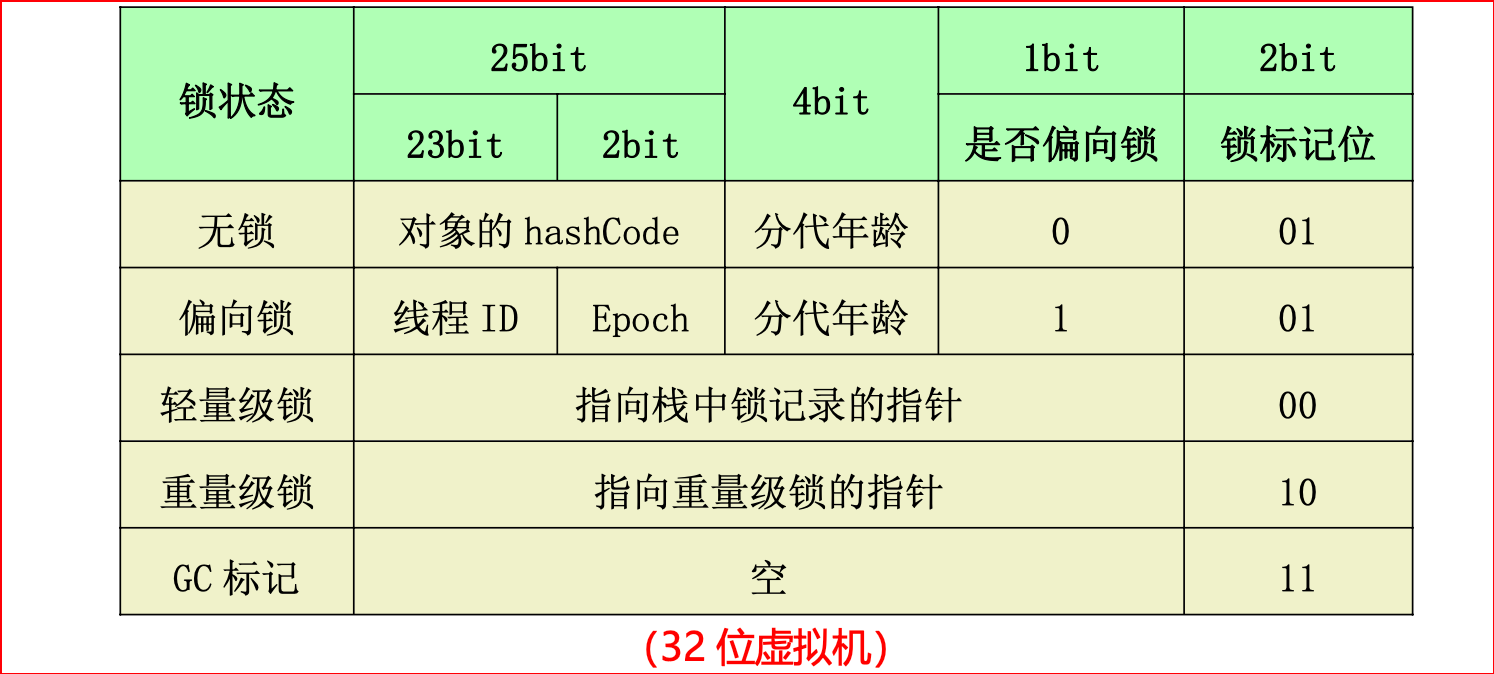 锁状态 25bit 4bit 1bit 2bit
23bit 2bit 是否偏向锁 锁标记位
无锁 对象的 hashCode 分代年龄 0 01
偏向锁 线程 ID Epoch 分代年龄 1 01
轻量级锁 指向栈中锁记录的指针 00
重量级锁 指向重量级锁的指针 10
GC 标记 空 11
(32 位虚拟机)